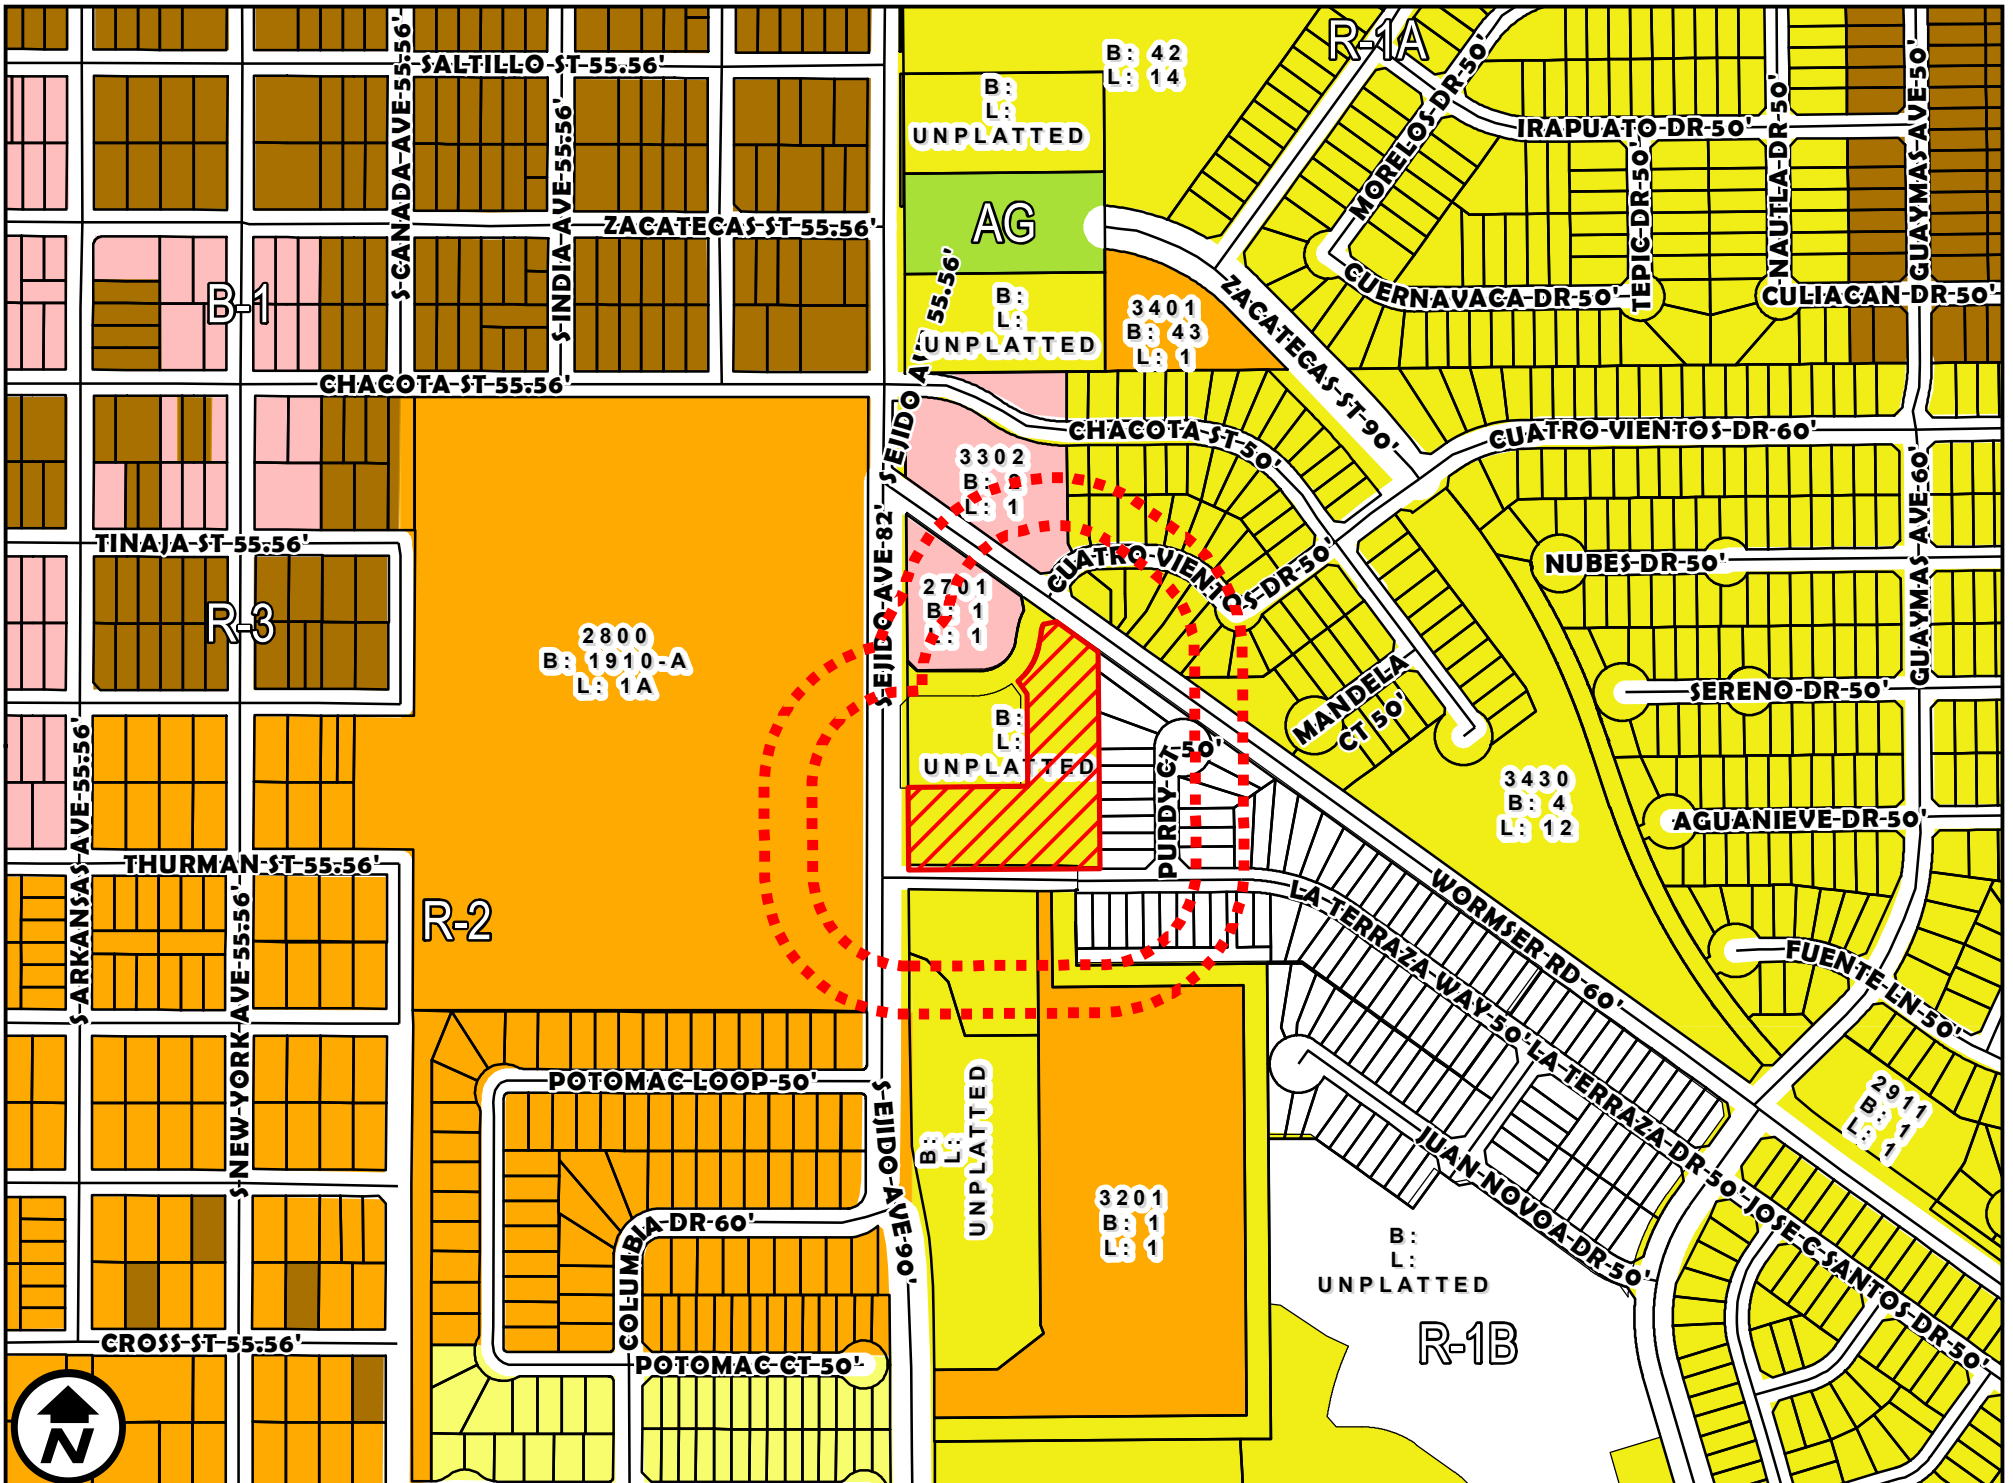 SALTILLO ST 55.56'
S CANADA AVE 55.56'
S INDIA AVE 55.56'
ZACATECAS ST 55.56'
B-1
CHACOTA ST 55.56'
TINAJA ST 55.56'
R-3
2800
B: 1910-A
L: 1A
THURMAN ST 55.56'
S ARKANSAS AVE 55.56'
S NEW YORK AVE 55.56'
R-2
POTOMAC LOOP 50'
COLUMBIA DR 60'
CROSS ST 55.56'
POTOMAC CT 50'
N
B: 42
L: 14
B:
L:
UNPLATTED
AG
B:
L:
UNPLATTED
3401
B: 43
L: 1
R-1A
MORELOS DR 50'
IRAPUATO DR 50'
TEPIC DR 50'
NAUTLA DR 50'
GUAYMAS AVE 50'
CUERNAVACA DR 50'
CULIACAN DR 50'
ZACATECAS ST 90'
S EJIDO AVE 55.56'
CHACOTA ST 50'
CUATRO VIENTOS DR 60'
3302
B: 2
L: 1
S EJIDO AVE 82'
2701
B: 1
L: 1
CUATRO VIENTOS DR 50'
GUAYMAS AVE 60'
NUBES DR 50'
SERENO DR 50'
MANDELA
CT 50'
B:
L:
UNPLATTED
PURDY CT 50'
3430
B: 4
L: 12
AGUANIEVE DR 50'
LA TERRAZA WAY 50'
WORMSER RD 60'
FUENTE LN 50'
LA TERRAZA DR 50'
2911
B: 1
L: 1
S EJIDO AVE 90'
B:
L:
UNPLATTED
3201
B: 1
L: 1
JUAN NOVOA DR 50'
JOSE C SANTOS DR 50'
B:
L:
UNPLATTED
R-1B